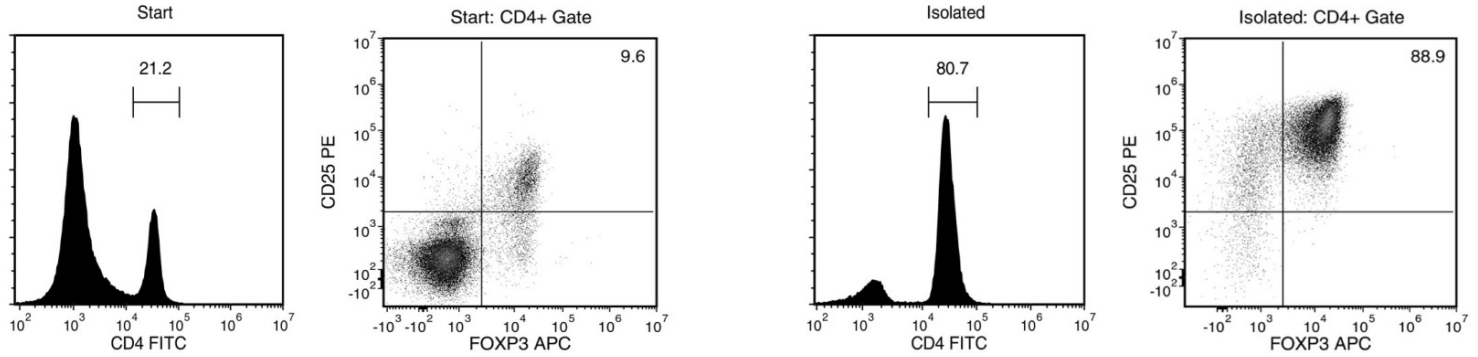 Start
21.2
10² 10³ 10⁴ 10⁵ 10⁶ 10⁷
CD4 FITC
Start: CD4+ Gate
9.6
10⁷
10⁶
10⁵
10⁴
10³
10²
-10²
CD25 PE
-10³ -10² 10³ 10⁴ 10⁵ 10⁶ 10⁷
FOXP3 APC
Isolated
80.7
10² 10³ 10⁴ 10⁵ 10⁶ 10⁷
CD4 FITC
Isolated: CD4+ Gate
88.9
10⁷
10⁶
10⁵
10⁴
10³
10²
-10²
CD25 PE
-10² 10³ 10⁴ 10⁵ 10⁶ 10⁷
FOXP3 APC